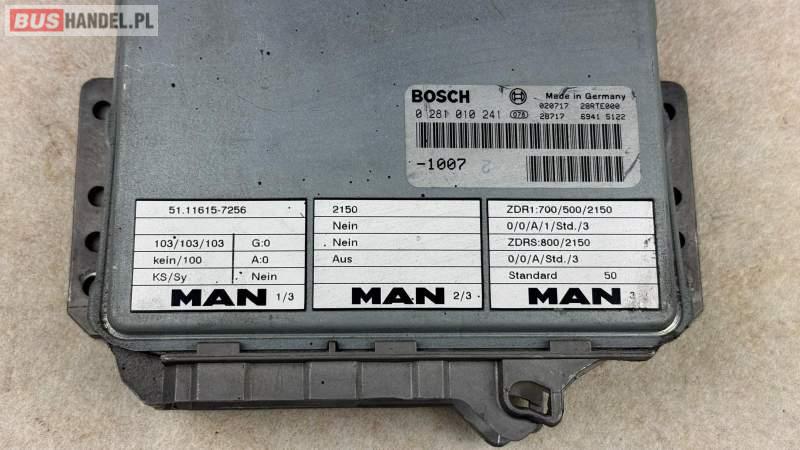 BUSHANDEL.PL
BOSCH
Made in Germany
020717 28RTE000
0 281 010 241 078 28717 6941 5122
-1007 2
51.11615-7256
103/103/103 G:0
kein/100 A:0
KS/Sy Nein
MAN 1/3
2150
Nein
Nein
Aus
MAN 2/3
ZDR1:700/500/2150
0/0/A/1/Std./3
ZDRS:800/2150
0/0/A/Std./3
Standard 50
MAN 3